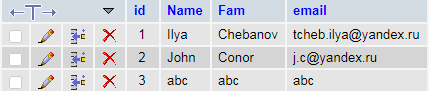 id Name Fam email
1 Ilya Chebanov tcheb.ilya@yandex.ru
2 John Conor j.c@yandex.ru
3 abc abc abc